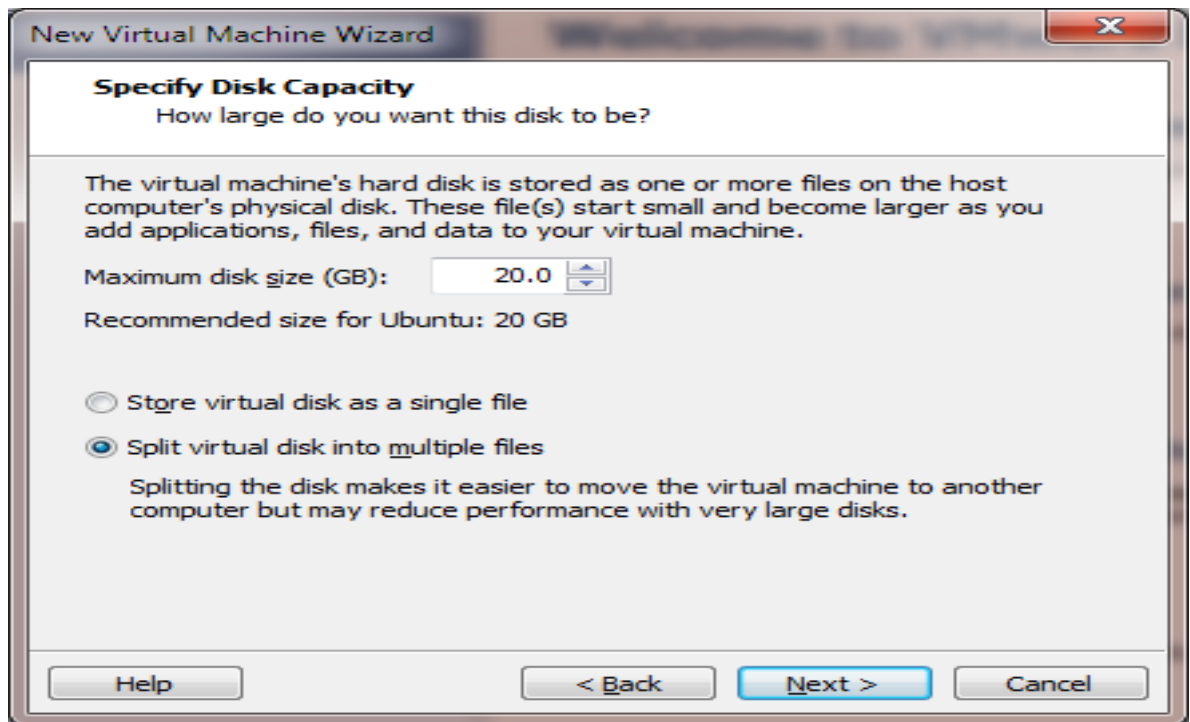 New Virtual Machine Wizard
Welcome to VMw
Specify Disk Capacity
How large do you want this disk to be?
The virtual machine's hard disk is stored as one or more files on the host
computer's physical disk. These file(s) start small and become larger as you
add applications, files, and data to your virtual machine.
Maximum disk size (GB): 20.0
Recommended size for Ubuntu: 20 GB
Store virtual disk as a single file
Split virtual disk into multiple files
Splitting the disk makes it easier to move the virtual machine to another
computer but may reduce performance with very large disks.
Help < Back Next > Cancel